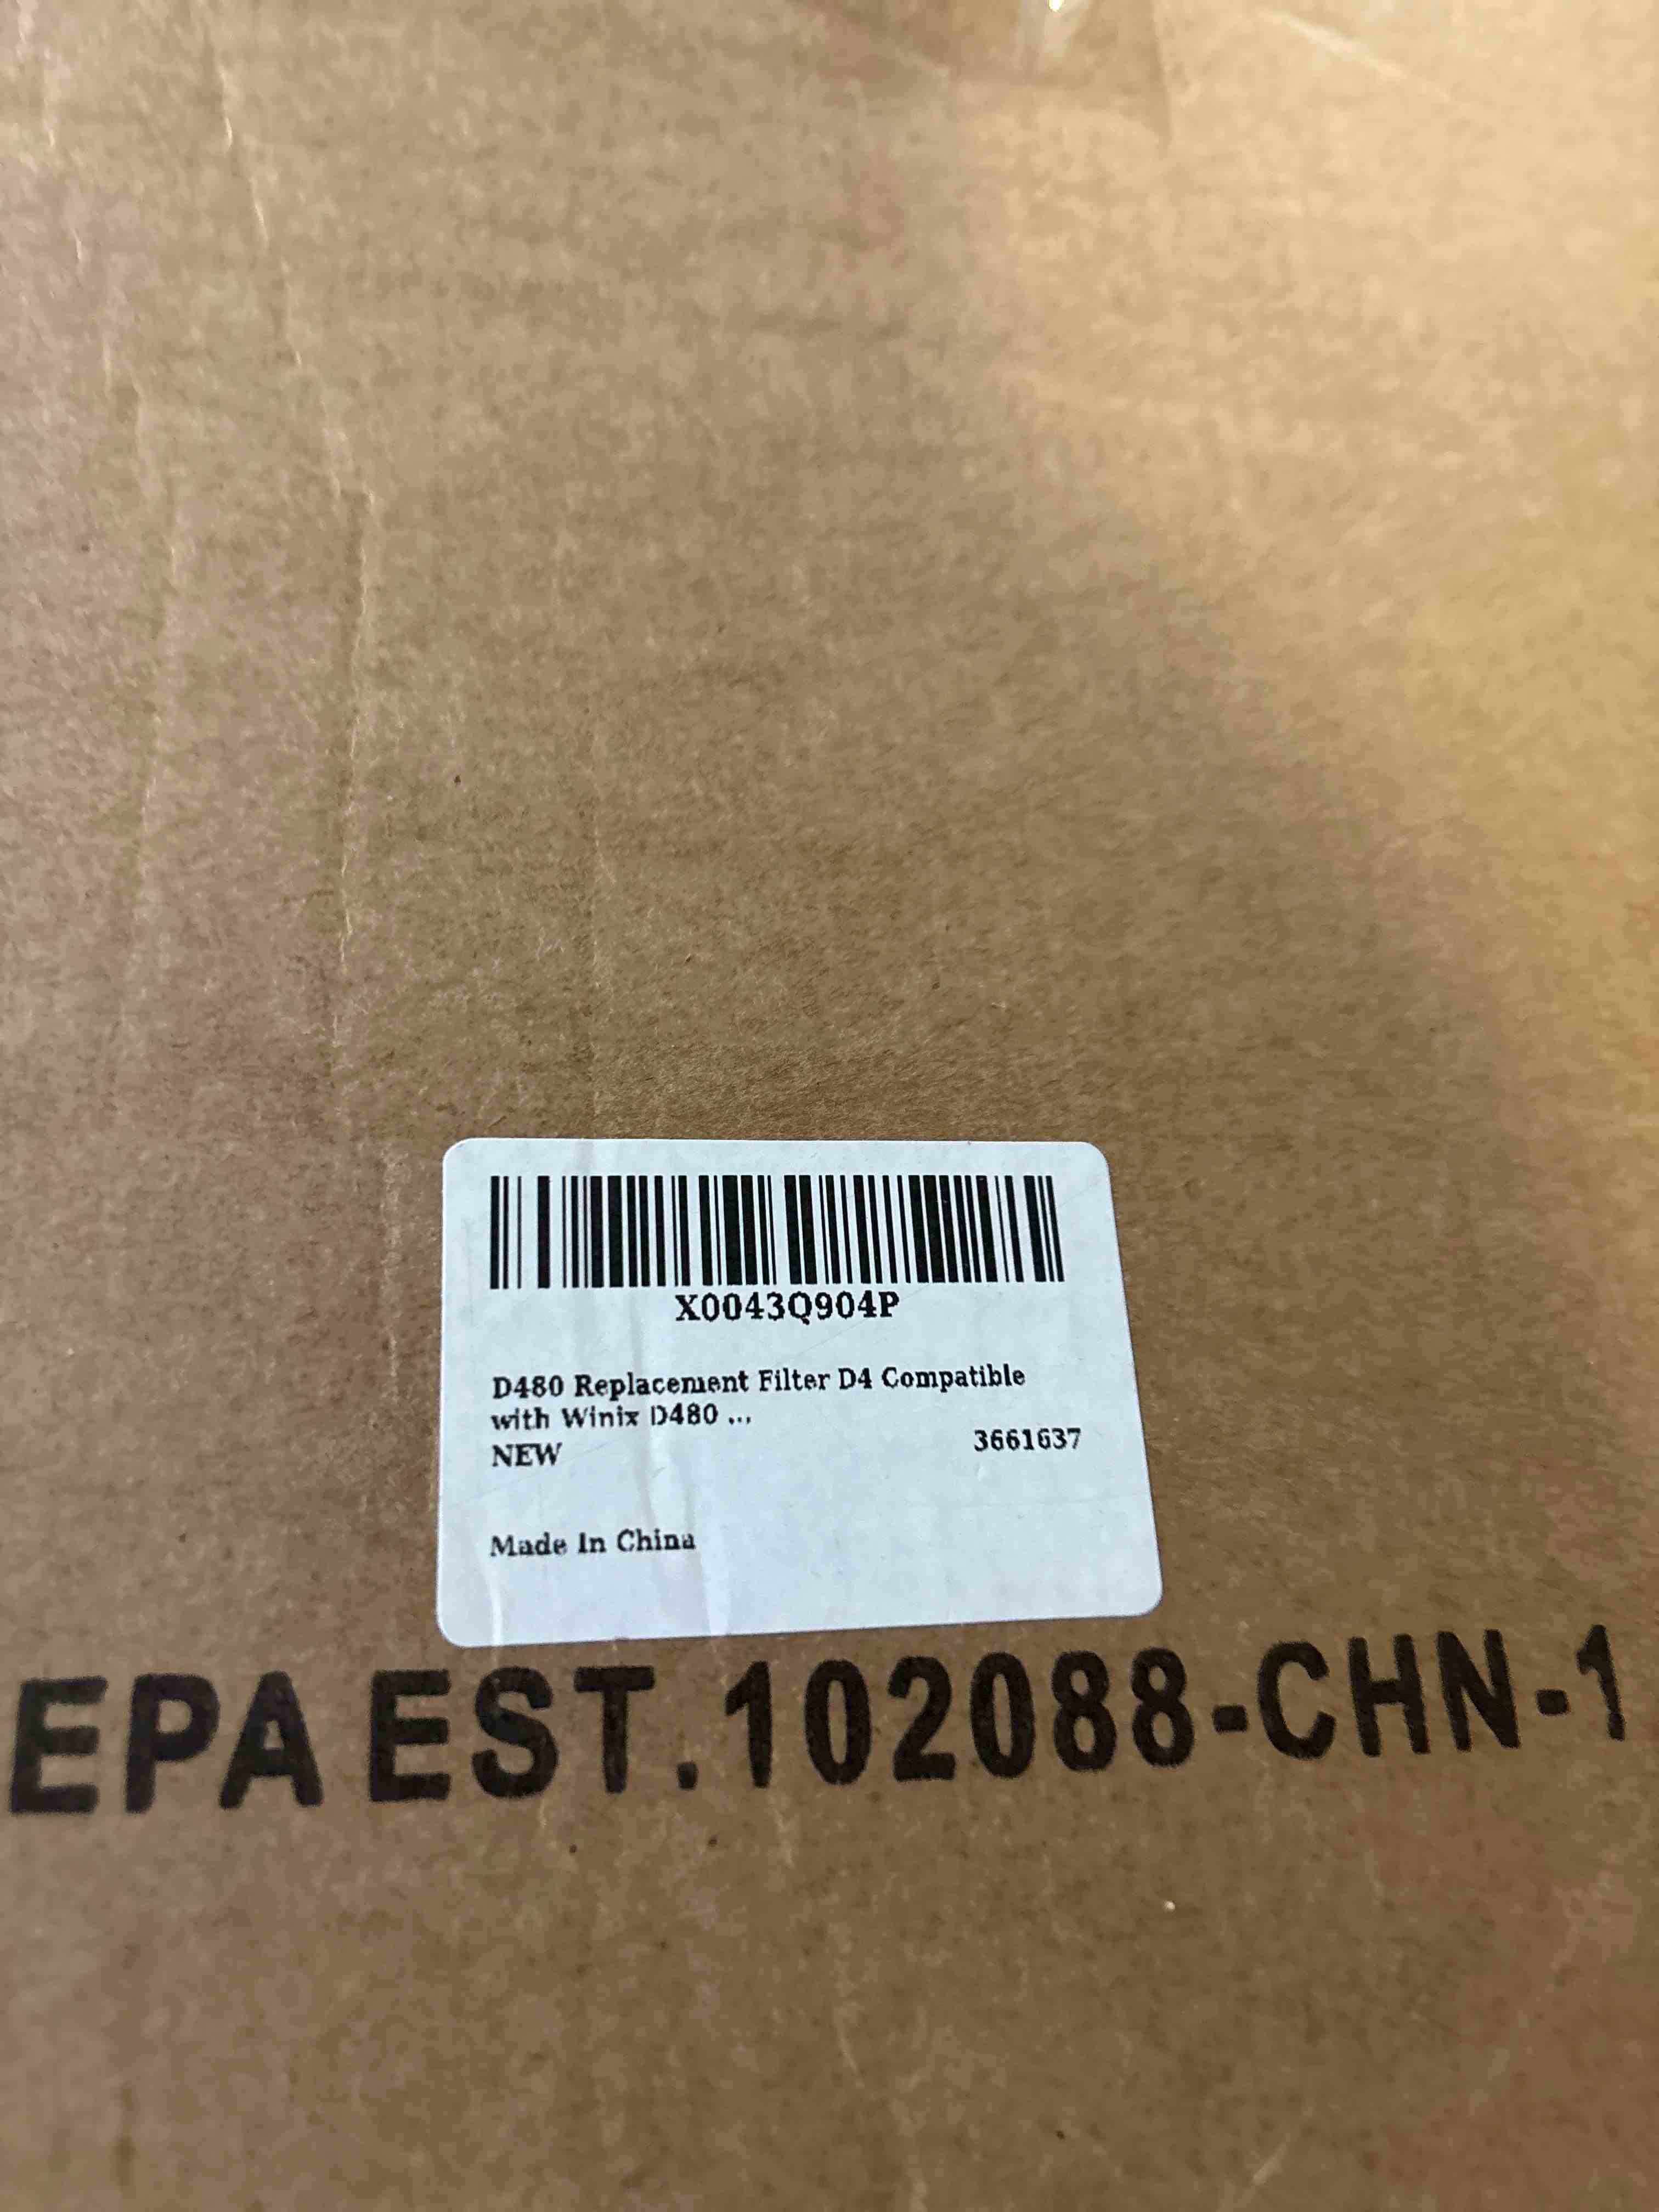 X0043Q904P
D480 Replacement Filter D4 Compatible
with Winix D480 ...
NEW
3661637
Made In China
EPA EST.102088-CHN-1